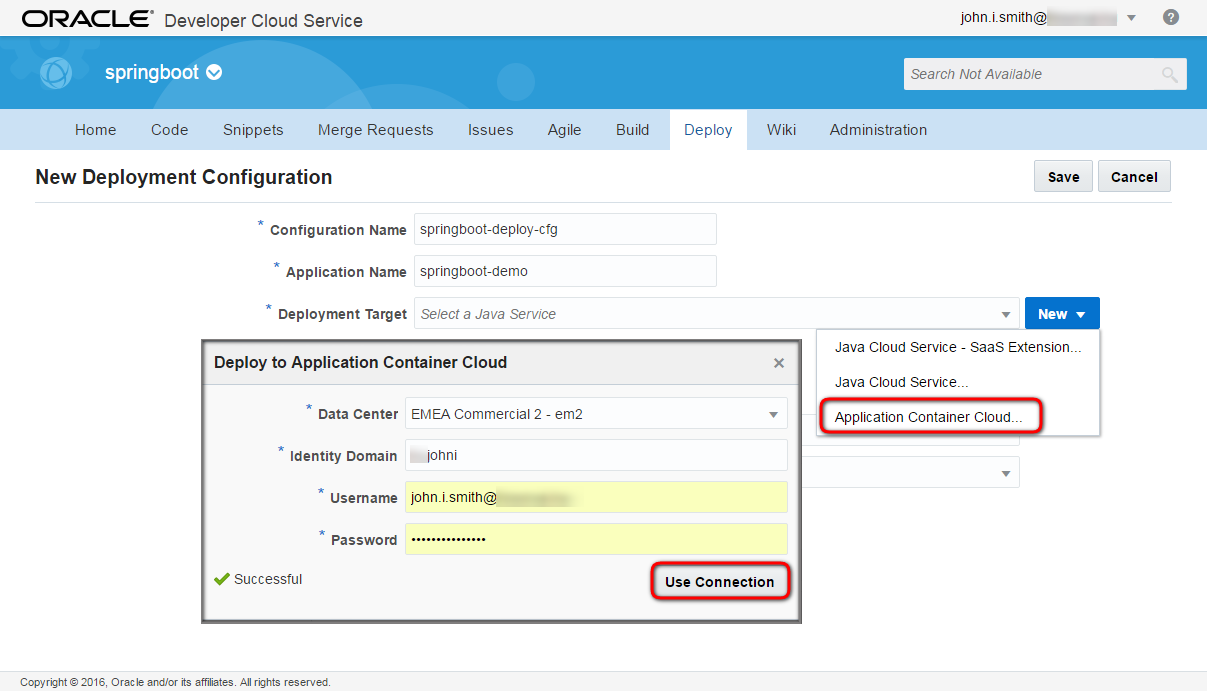 ORACLE® Developer Cloud Service
john.i.smith@
springboot
Search Not Available
Home Code Snippets Merge Requests Issues Agile Build Deploy Wiki Administration
New Deployment Configuration
Save Cancel
* Configuration Name springboot-deploy-cfg
* Application Name springboot-demo
* Deployment Target Select a Java Service New
Java Cloud Service - SaaS Extension...
Java Cloud Service...
Application Container Cloud...
Deploy to Application Container Cloud
* Data Center EMEA Commercial 2 - em2
* Identity Domain johni
* Username john.i.smith@
* Password •••••••••••••••
Successful
Use Connection
Copyright © 2016, Oracle and/or its affiliates. All rights reserved.